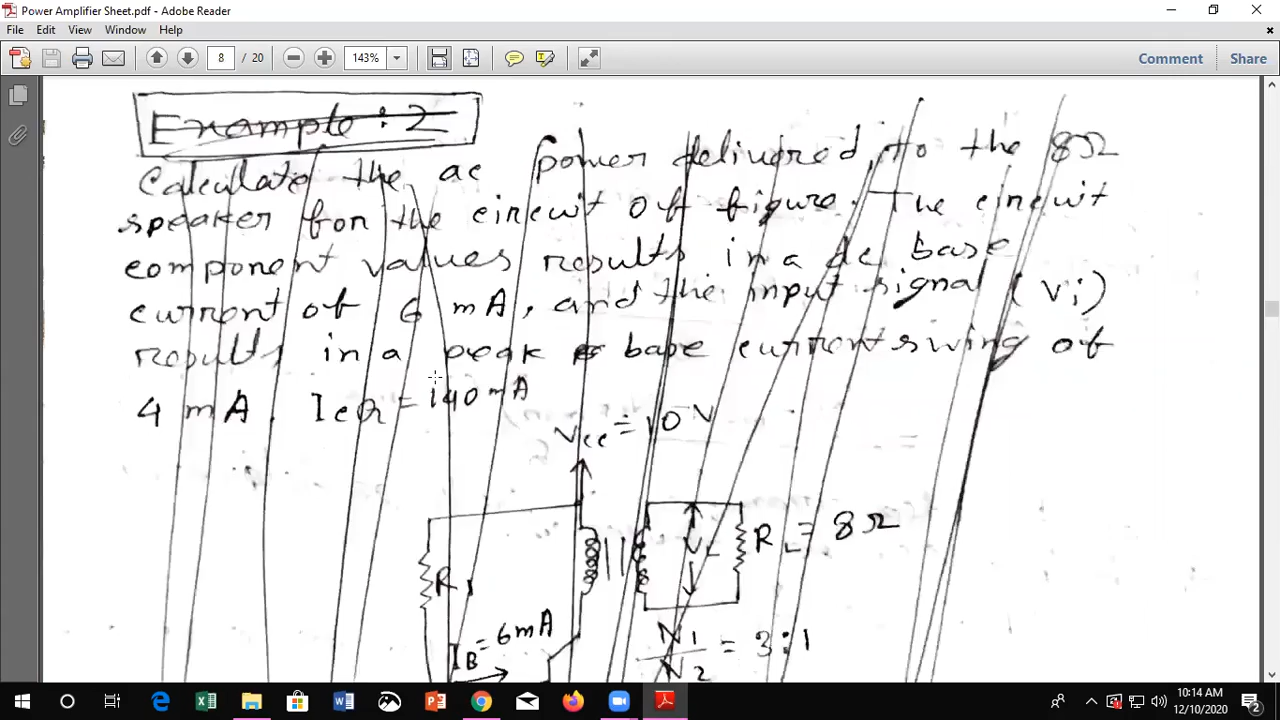 Power Amplifier Sheet.pdf - Adobe Reader
File Edit View Window Help
8 / 20 143% Comment Share
Example : 2
Calculate the ac power delivered to the 8Ω
speaker for the circuit of figure. The circuit
component values results in a dc base
current of 6 mA, and the input signal (Vi)
results in a peak base current swing of
4 mA. ICQ = 140 mA
VCC = 10 V
RL = 8Ω
VL
R1
IB = 6mA
N1/N2 = 3:1
10:14 AM
12/10/2020
2